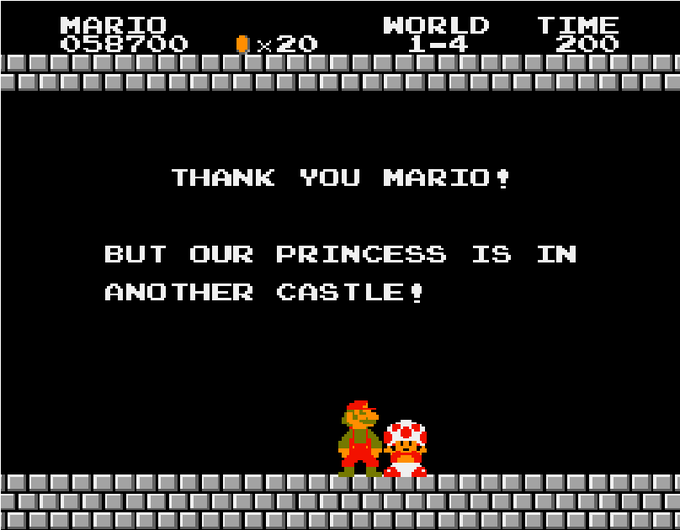 MARIO WORLD TIME
058700 ×20 1-4 200
THANK YOU MARIO!
BUT OUR PRINCESS IS IN
ANOTHER CASTLE!